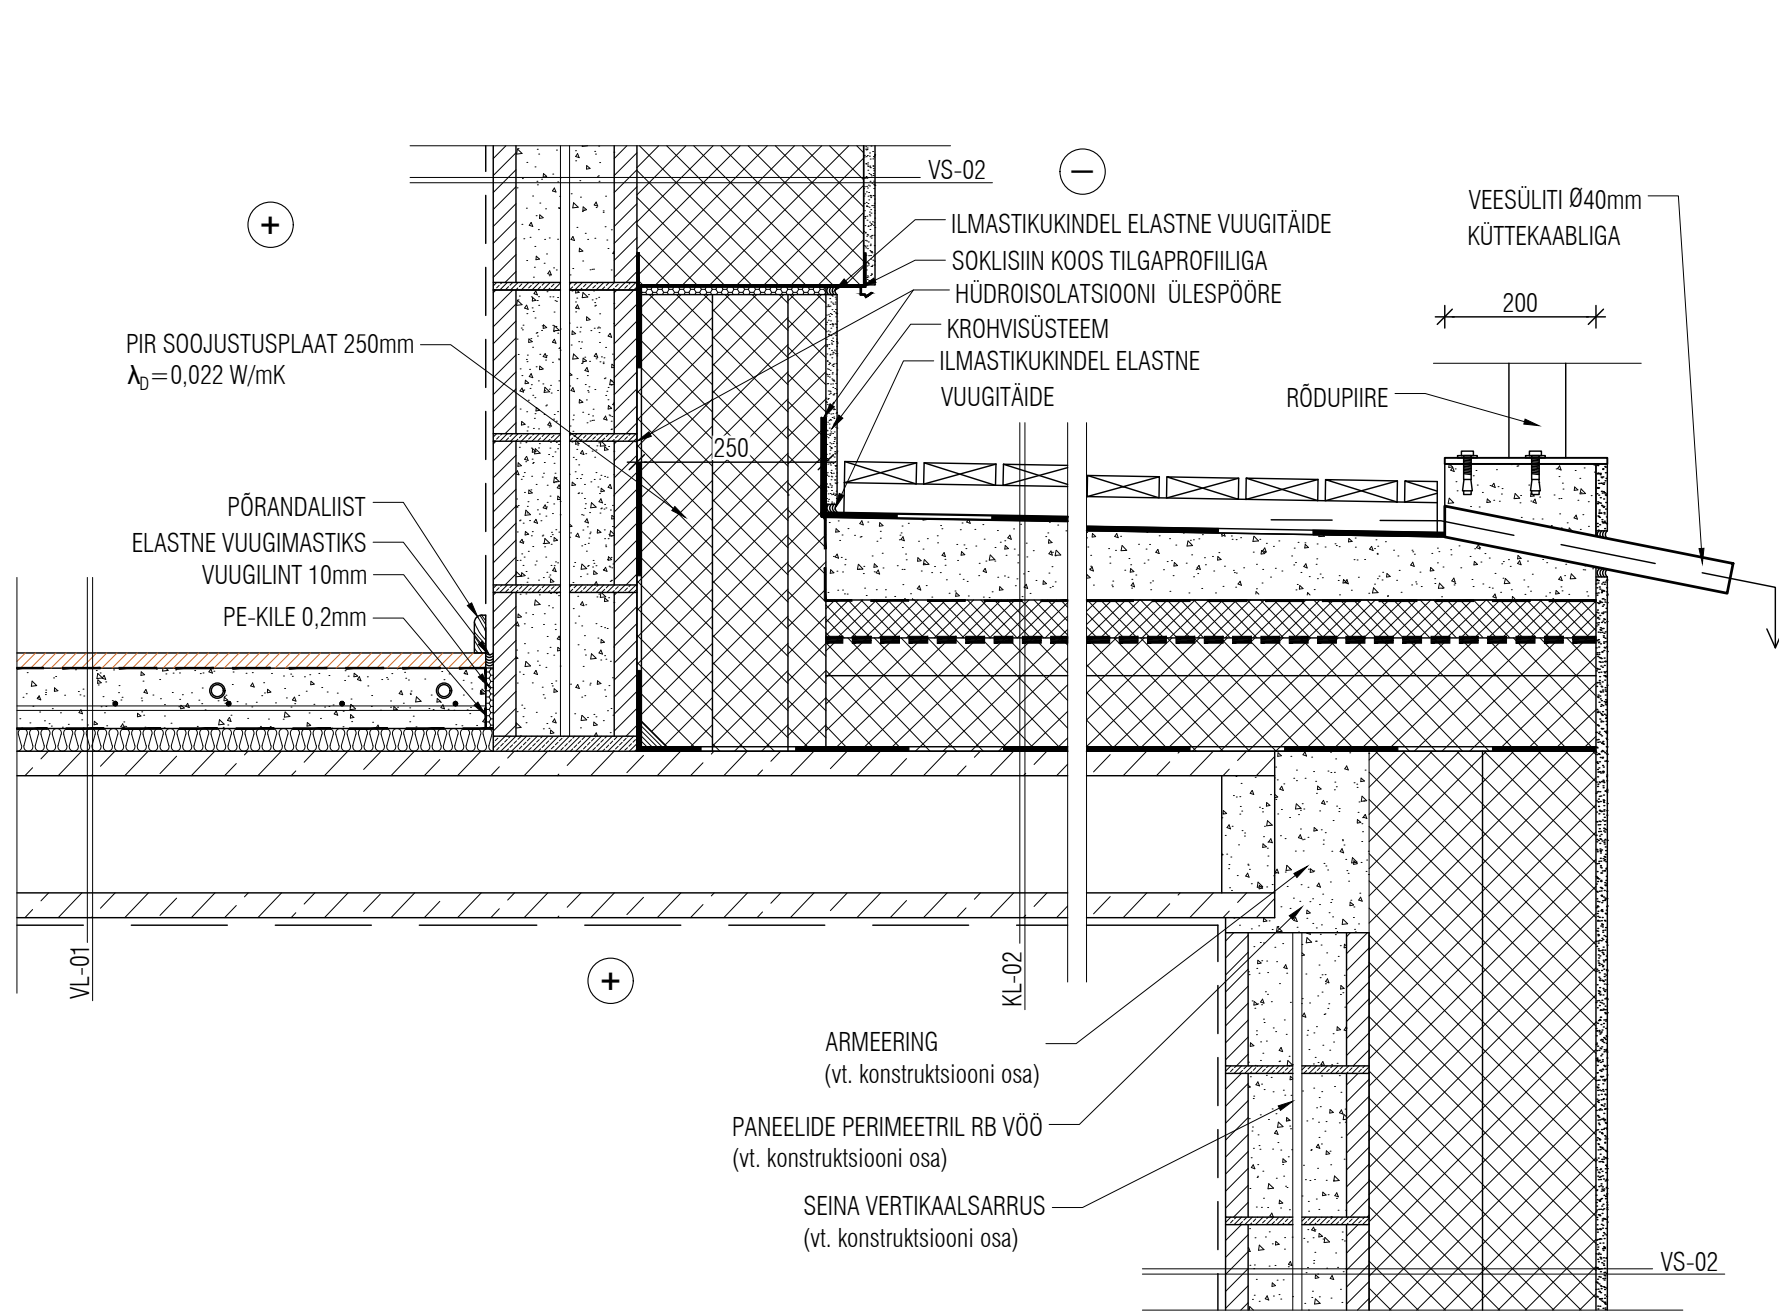 VS-02
+
−
VEESÜLITI Ø40mm
KÜTTEKAABLIGA
ILMASTIKUKINDEL ELASTNE VUUGITÄIDE
SOKLISIIN KOOS TILGAPROFIILIGA
HÜDROISOLATSIOONI ÜLESPÖÖRE
KROHVISÜSTEEM
ILMASTIKUKINDEL ELASTNE
VUUGITÄIDE
200
PIR SOOJUSTUSPLAAT 250mm
λD=0,022 W/mK
RÕDUPIIRE
250
PÕRANDALIIST
ELASTNE VUUGIMASTIKS
VUUGILINT 10mm
PE-KILE 0,2mm
VL-01
+
KL-02
ARMEERING
(vt. konstruktsiooni osa)
PANEELIDE PERIMEETRIL RB VÖÖ
(vt. konstruktsiooni osa)
SEINA VERTIKAALSARRUS
(vt. konstruktsiooni osa)
VS-02